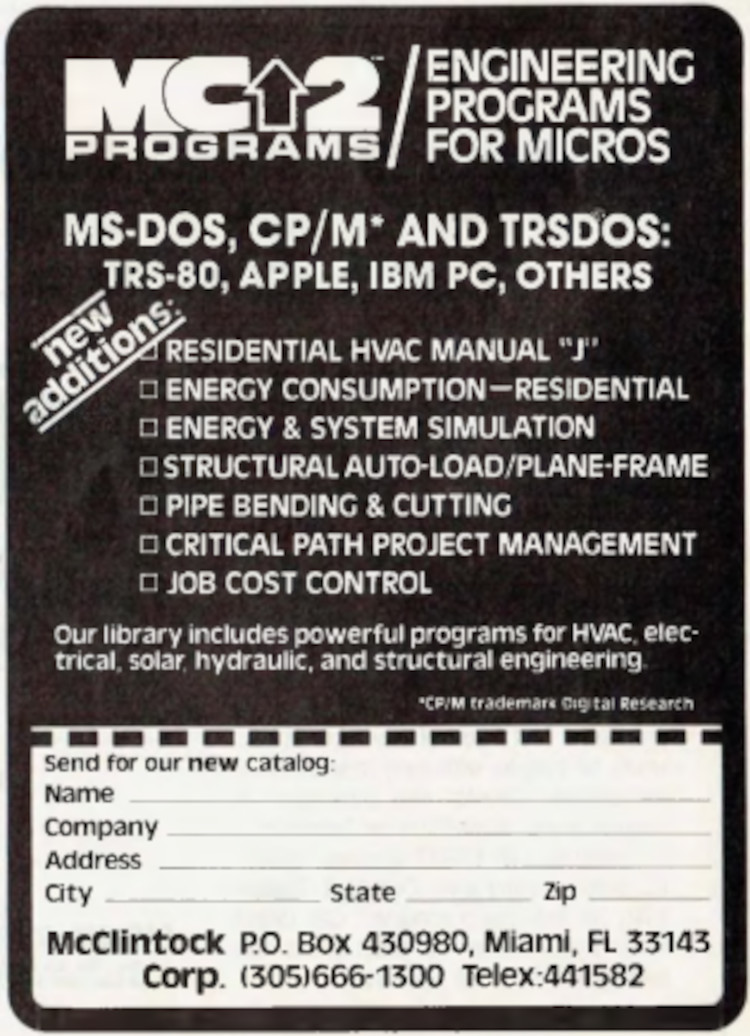 MC↑2™
PROGRAMS
ENGINEERING
PROGRAMS
FOR MICROS
MS-DOS, CP/M* AND TRSDOS:
TRS-80, APPLE, IBM PC, OTHERS
new
additions:
□ RESIDENTIAL HVAC MANUAL "J"
□ ENERGY CONSUMPTION—RESIDENTIAL
□ ENERGY & SYSTEM SIMULATION
□ STRUCTURAL AUTO-LOAD/PLANE-FRAME
□ PIPE BENDING & CUTTING
□ CRITICAL PATH PROJECT MANAGEMENT
□ JOB COST CONTROL
Our library includes powerful programs for HVAC, elec-
trical, solar, hydraulic, and structural engineering.
*CP/M trademark Digital Research
Send for our new catalog:
Name
Company
Address
City State Zip
McClintock P.O. Box 430980, Miami, FL 33143
Corp. (305)666-1300 Telex:441582